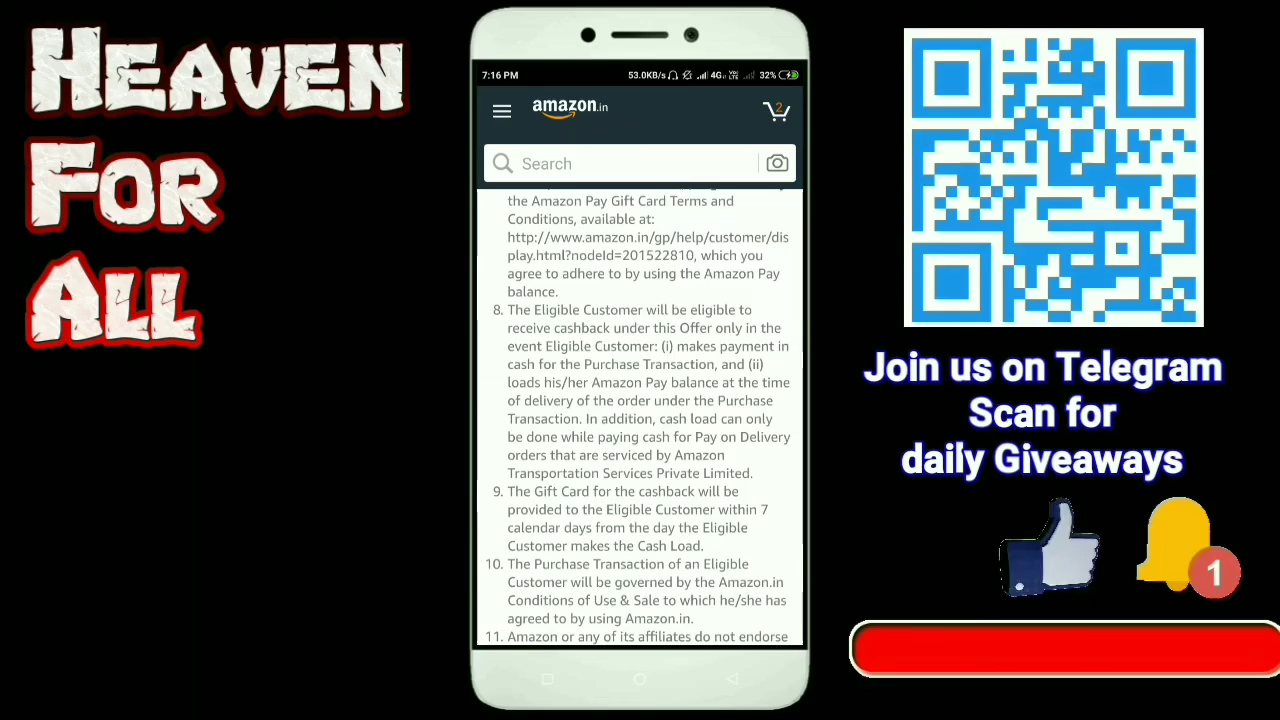 HEAVEN
FOR
ALL
7:16 PM
53.0KB/s 4G 32%
amazon.in
2
Search
the Amazon Pay Gift Card Terms and
Conditions, available at:
http://www.amazon.in/gp/help/customer/dis
play.html?nodeId=201522810, which you
agree to adhere to by using the Amazon Pay
balance.
8. The Eligible Customer will be eligible to
receive cashback under this Offer only in the
event Eligible Customer: (i) makes payment in
cash for the Purchase Transaction, and (ii)
loads his/her Amazon Pay balance at the time
of delivery of the order under the Purchase
Transaction. In addition, cash load can only
be done while paying cash for Pay on Delivery
orders that are serviced by Amazon
Transportation Services Private Limited.
9. The Gift Card for the cashback will be
provided to the Eligible Customer within 7
calendar days from the day the Eligible
Customer makes the Cash Load.
10. The Purchase Transaction of an Eligible
Customer will be governed by the Amazon.in
Conditions of Use & Sale to which he/she has
agreed to by using Amazon.in.
11. Amazon or any of its affiliates do not endorse
Join us on Telegram
Scan for
daily Giveaways
1